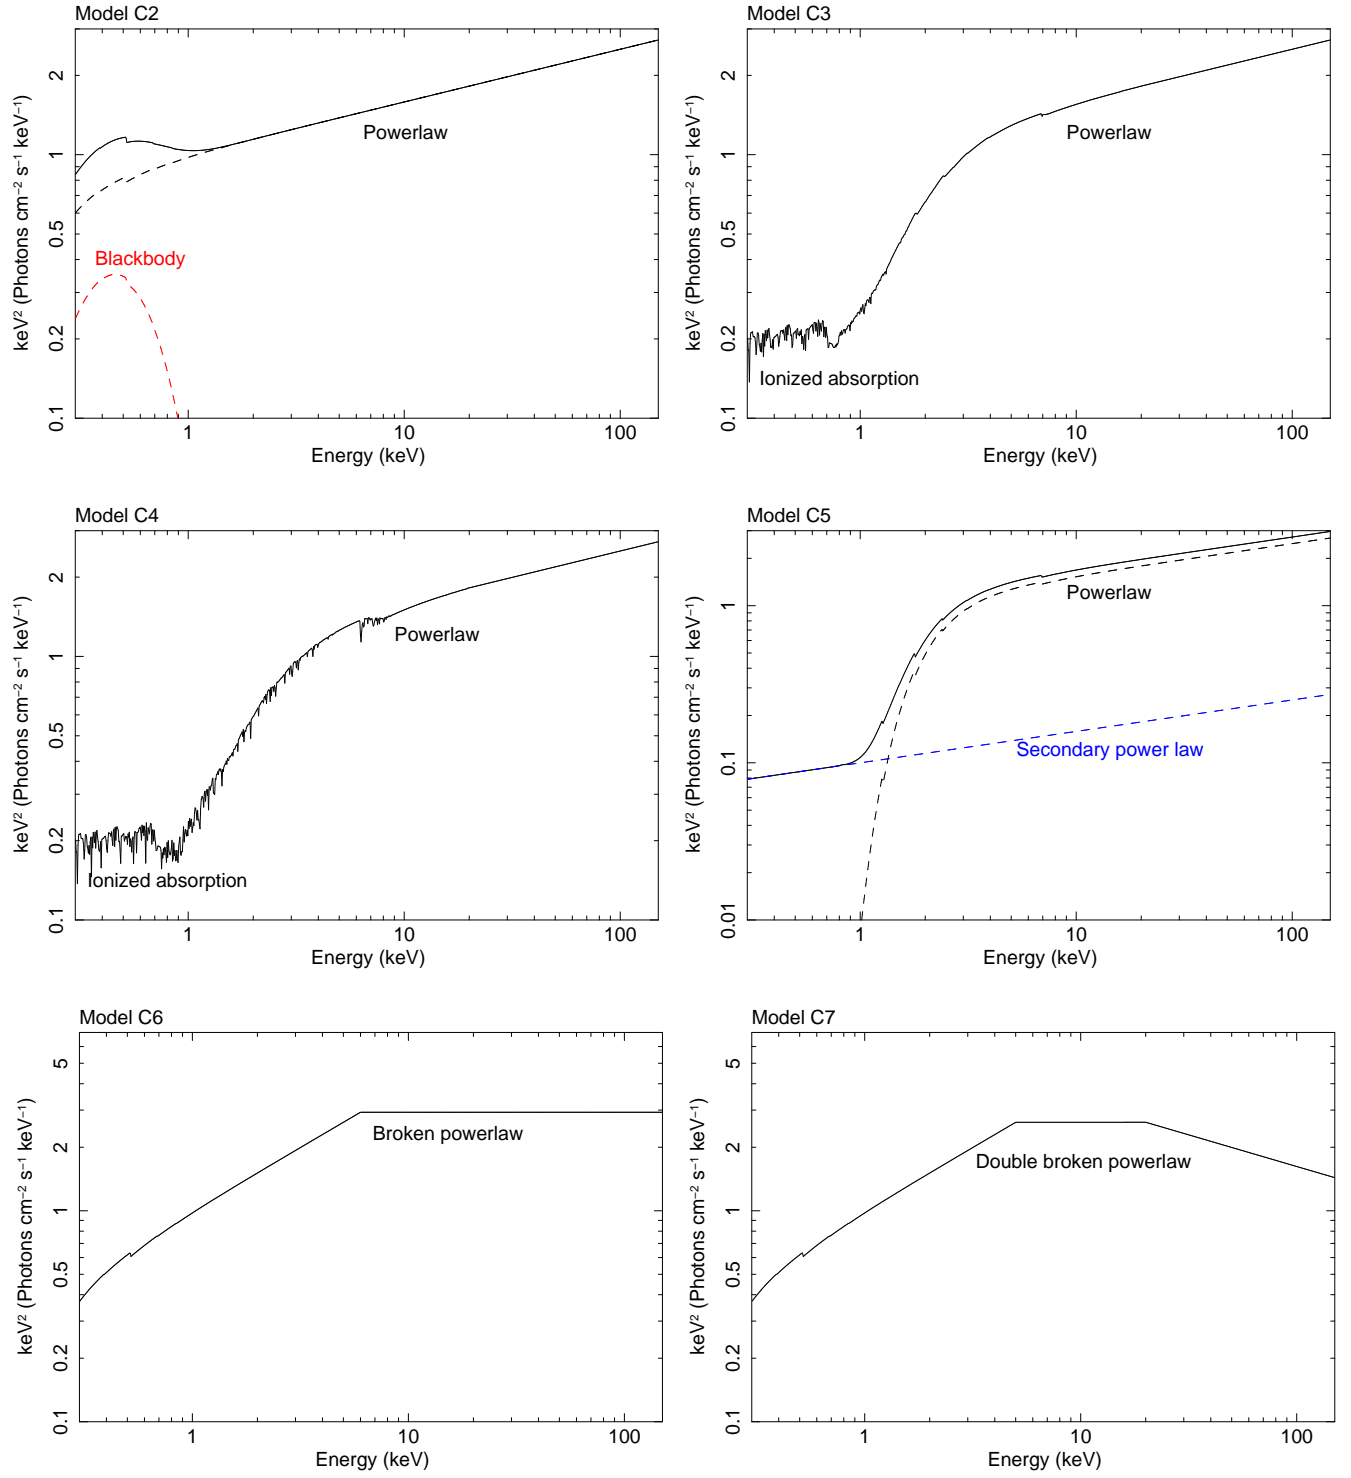 Model C2
2
1
0.5
0.2
0.1
keV² (Photons cm⁻² s⁻¹ keV⁻¹)
Powerlaw
Blackbody
1
10
100
Energy (keV)
Model C3
2
1
0.5
0.2
0.1
keV² (Photons cm⁻² s⁻¹ keV⁻¹)
Powerlaw
Ionized absorption
1
10
100
Energy (keV)
Model C4
2
1
0.5
0.2
0.1
keV² (Photons cm⁻² s⁻¹ keV⁻¹)
Powerlaw
Ionized absorption
1
10
100
Energy (keV)
Model C5
1
0.1
0.01
keV² (Photons cm⁻² s⁻¹ keV⁻¹)
Powerlaw
Secondary power law
1
10
100
Energy (keV)
Model C6
5
2
1
0.5
0.2
0.1
keV² (Photons cm⁻² s⁻¹ keV⁻¹)
Broken powerlaw
1
10
100
Energy (keV)
Model C7
5
2
1
0.5
0.2
0.1
keV² (Photons cm⁻² s⁻¹ keV⁻¹)
Double broken powerlaw
1
10
100
Energy (keV)